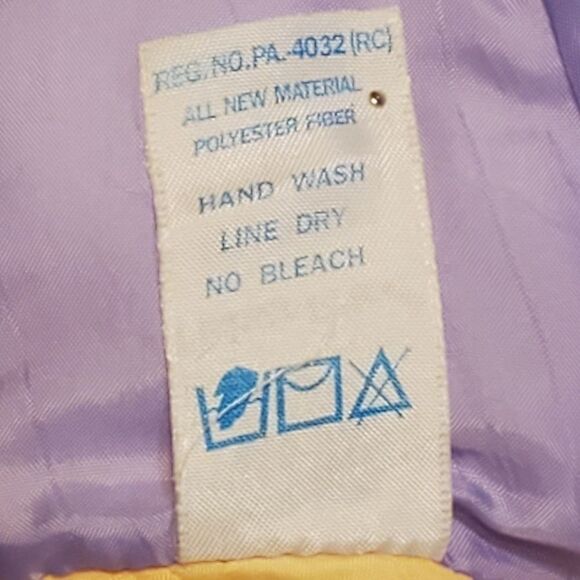 REG. NO. PA.-4032 (RC)
ALL NEW MATERIAL
POLYESTER FIBER
HAND WASH
LINE DRY
NO BLEACH